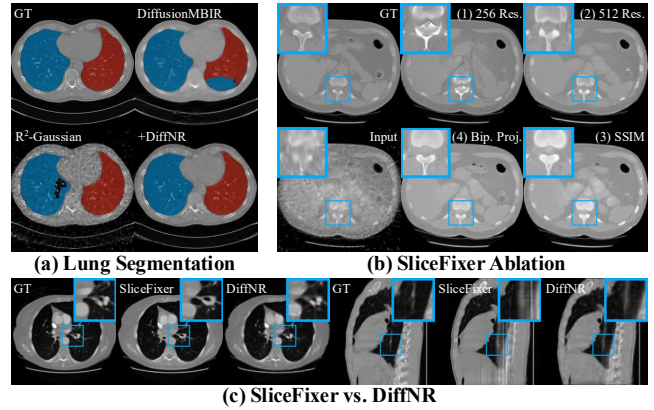 GT DiffusionMBIR
R²-Gaussian +DiffNR
(a) Lung Segmentation
GT (1) 256 Res. (2) 512 Res.
Input (4) Bip. Proj. (3) SSIM
(b) SliceFixer Ablation
GT SliceFixer DiffNR GT SliceFixer DiffNR
(c) SliceFixer vs. DiffNR